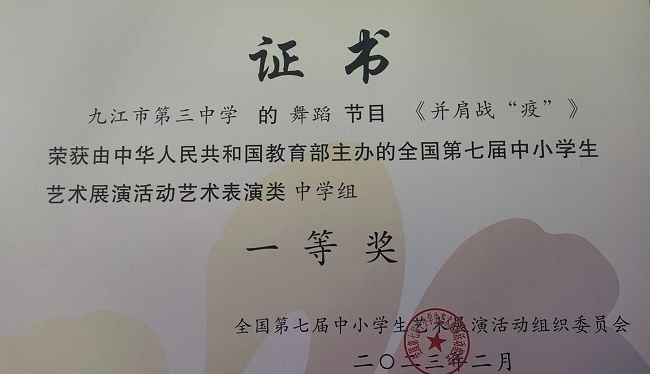 证书
九江市第三中学 的 舞蹈 节目 《并肩战“疫”》
荣获由中华人民共和国教育部主办的全国第七届中小学生
艺术展演活动艺术表演类 中学组
一等奖
全国第七届中小学生艺术展演活动组织委员会
二〇二三年二月